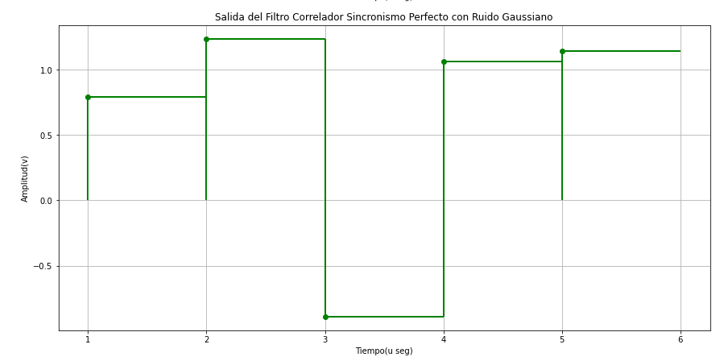 Salida del Filtro Correlador Sincronismo Perfecto con Ruido Gaussiano
1.0
0.5
0.0
−0.5
Amplitud(v)
1 2 3 4 5 6
Tiempo(u seg)